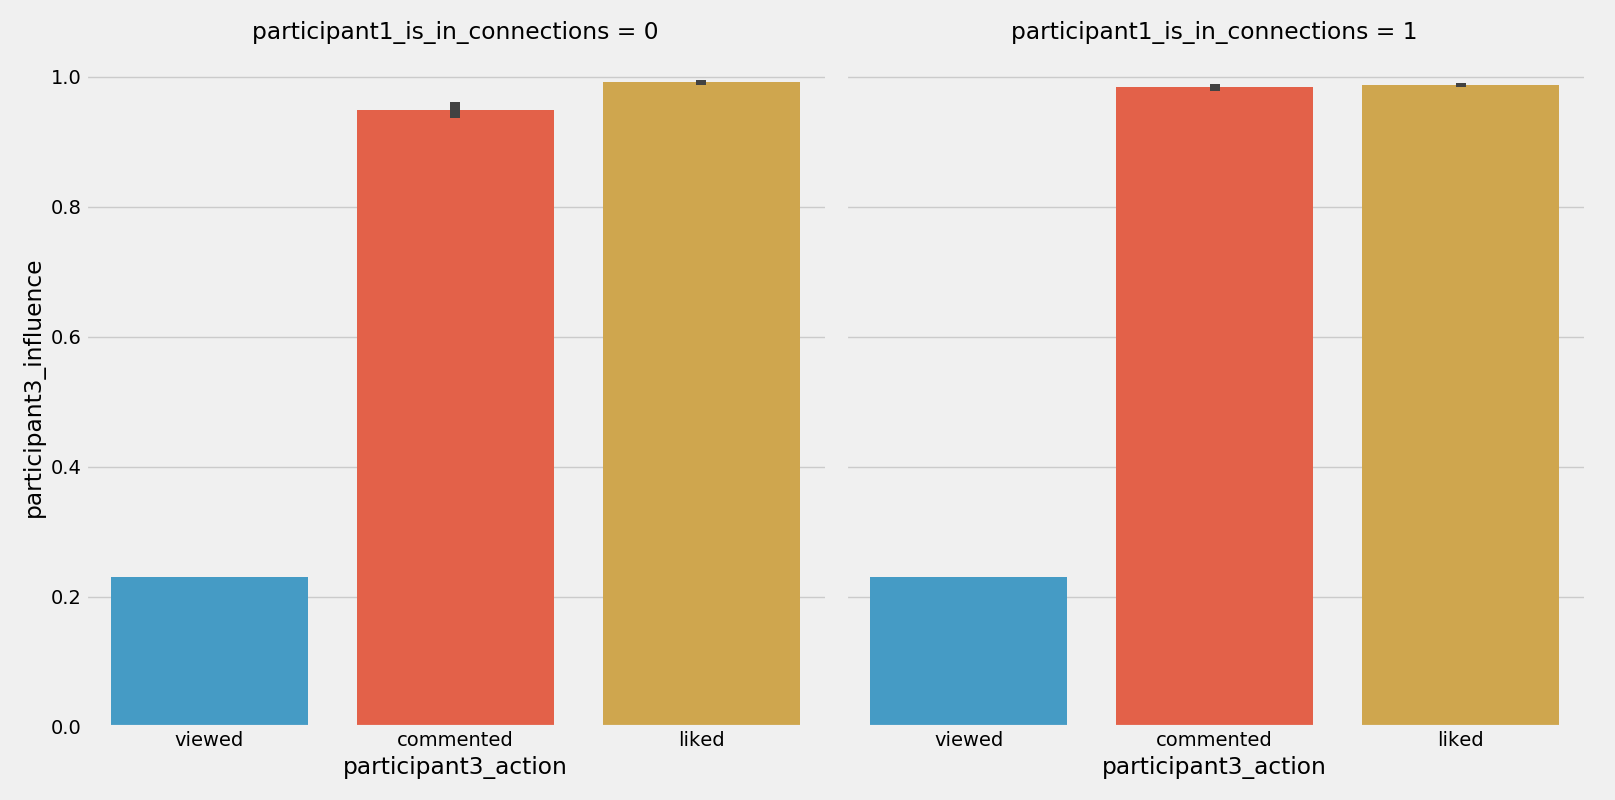 participant1_is_in_connections = 0
participant1_is_in_connections = 1
participant3_influence
1.0
0.8
0.6
0.4
0.2
0.0
viewed commented liked
viewed commented liked
participant3_action
participant3_action